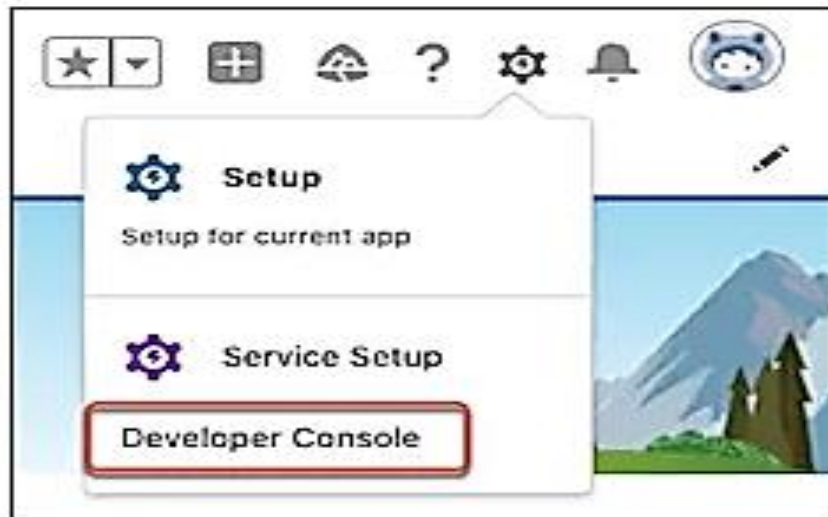 ?
Setup
Setup for current app
Service Setup
Developer Console